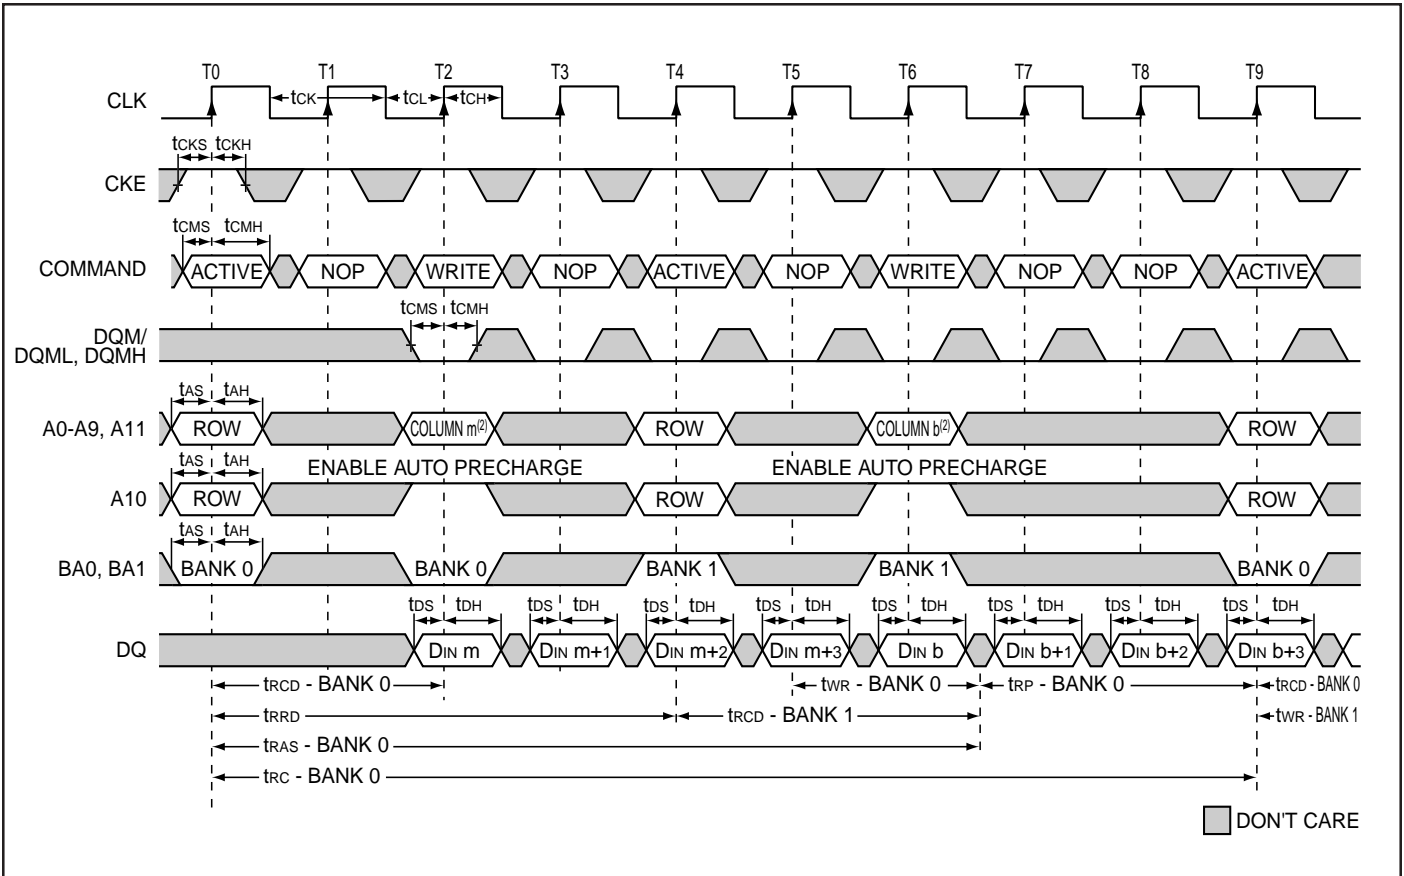 T0 T1 T2 T3 T4 T5 T6 T7 T8 T9
CLK tCK tCL tCH
tCKS tCKH
CKE
tCMS tCMH
COMMAND ACTIVE NOP WRITE NOP ACTIVE NOP WRITE NOP NOP ACTIVE
tCMS tCMH
DQM/
DQML, DQMH
tAS tAH
A0-A9, A11 ROW COLUMN m(2) ROW COLUMN b(2) ROW
tAS tAH ENABLE AUTO PRECHARGE ENABLE AUTO PRECHARGE
A10 ROW ROW ROW
tAS tAH
BA0, BA1 BANK 0 BANK 0 BANK 1 BANK 1 BANK 0
tDS tDH tDS tDH tDS tDH tDS tDH tDS tDH tDS tDH tDS tDH tDS tDH
DQ DIN m DIN m+1 DIN m+2 DIN m+3 DIN b DIN b+1 DIN b+2 DIN b+3
tRCD - BANK 0 tWR - BANK 0 tRP - BANK 0 tRCD - BANK 0
tRRD tRCD - BANK 1 tWR - BANK 1
tRAS - BANK 0
tRC - BANK 0
DON'T CARE